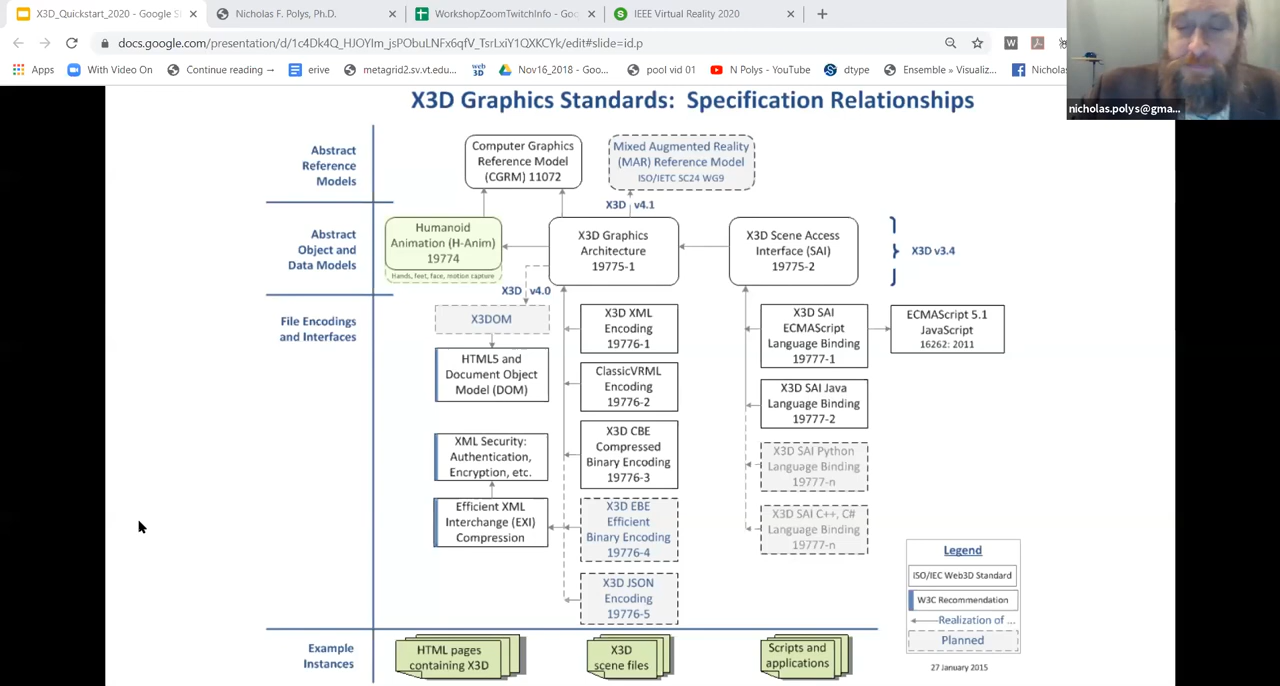 X3D_Quickstart_2020 - Google Sl
Nicholas F. Polys, Ph.D.
WorkshopZoomTwitchInfo - Goo
IEEE Virtual Reality 2020
docs.google.com/presentation/d/1c4Dk4Q_HJOYlm_jsPObuLNFx6qfV_TsrLxiY1QXKCYk/edit#slide=id.p
Apps
With Video On
Continue reading →
erive
metagrid2.sv.vt.edu...
web
3D
Nov16_2018 - Goo...
pool vid 01
N Polys - YouTube
dtype
Ensemble » Visualiz...
Nicholas
nicholas.polys@gma...
X3D Graphics Standards: Specification Relationships
Abstract
Reference
Models
Computer Graphics
Reference Model
(CGRM) 11072
Mixed Augmented Reality
(MAR) Reference Model
ISO/IETC SC24 WG9
X3D v4.1
Abstract
Object and
Data Models
Humanoid
Animation (H-Anim)
19774
Hands, feet, face, motion capture
X3D Graphics
Architecture
19775-1
X3D Scene Access
Interface (SAI)
19775-2
X3D v3.4
X3D v4.0
File Encodings
and Interfaces
X3DOM
HTML5 and
Document Object
Model (DOM)
XML Security:
Authentication,
Encryption, etc.
Efficient XML
Interchange (EXI)
Compression
X3D XML
Encoding
19776-1
ClassicVRML
Encoding
19776-2
X3D CBE
Compressed
Binary Encoding
19776-3
X3D EBE
Efficient
Binary Encoding
19776-4
X3D JSON
Encoding
19776-5
X3D SAI
ECMAScript
Language Binding
19777-1
X3D SAI Java
Language Binding
19777-2
X3D SAI Python
Language Binding
19777-n
X3D SAI C++, C#
Language Binding
19777-n
ECMAScript 5.1
JavaScript
16262: 2011
Legend
ISO/IEC Web3D Standard
W3C Recommendation
Realization of ...
Planned
27 January 2015
Example
Instances
HTML pages
containing X3D
X3D
scene files
Scripts and
applications